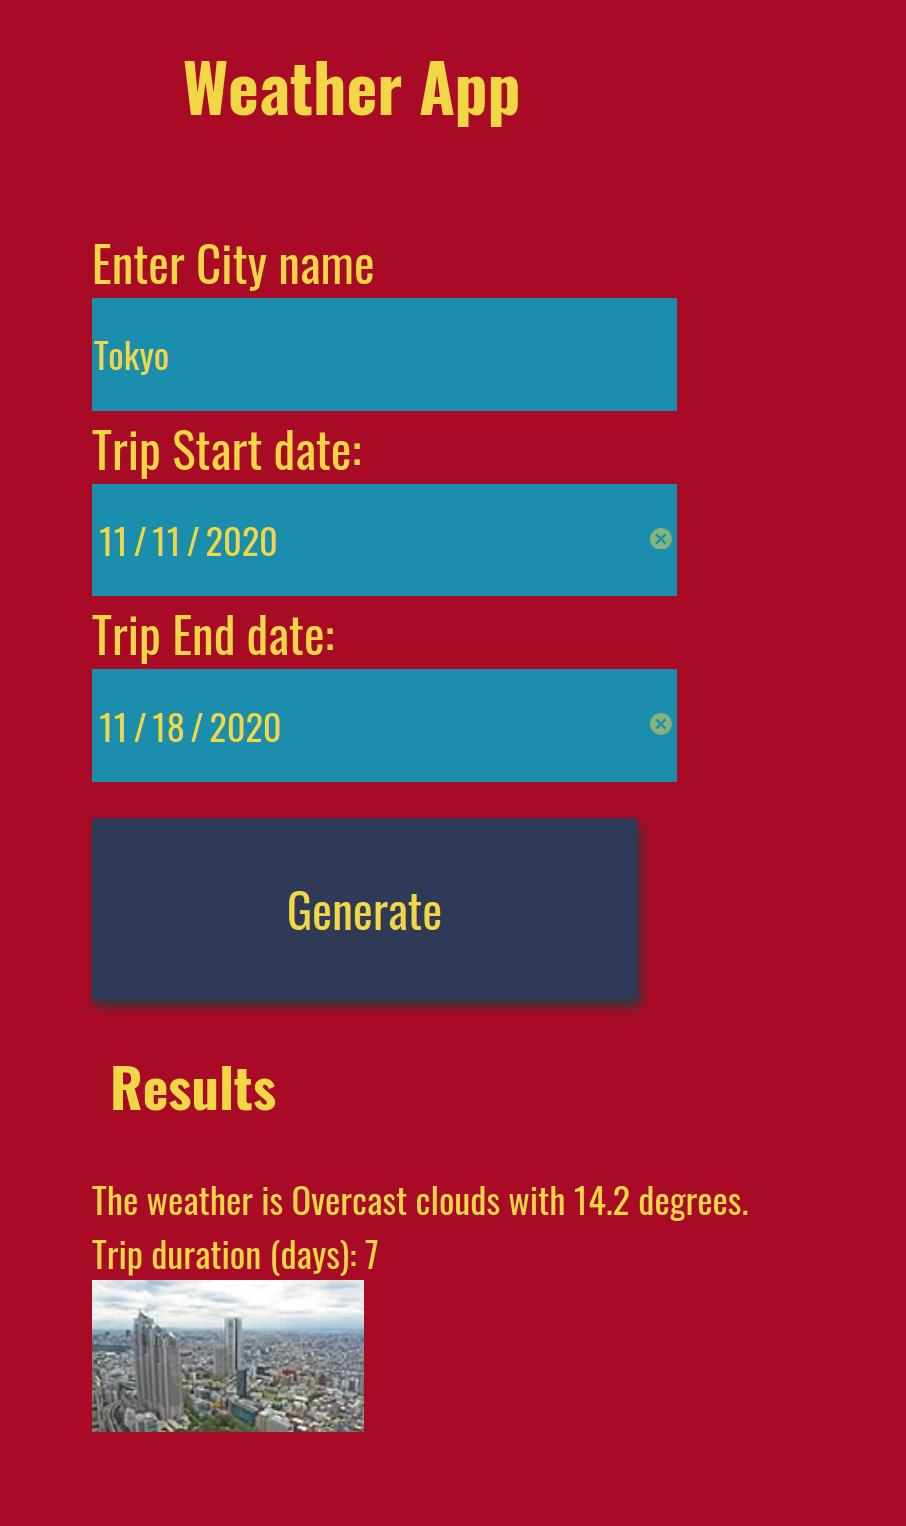 Weather App
Enter City name
Tokyo
Trip Start date:
11 / 11 / 2020
Trip End date:
11 / 18 / 2020
Generate
Results
The weather is Overcast clouds with 14.2 degrees.
Trip duration (days): 7